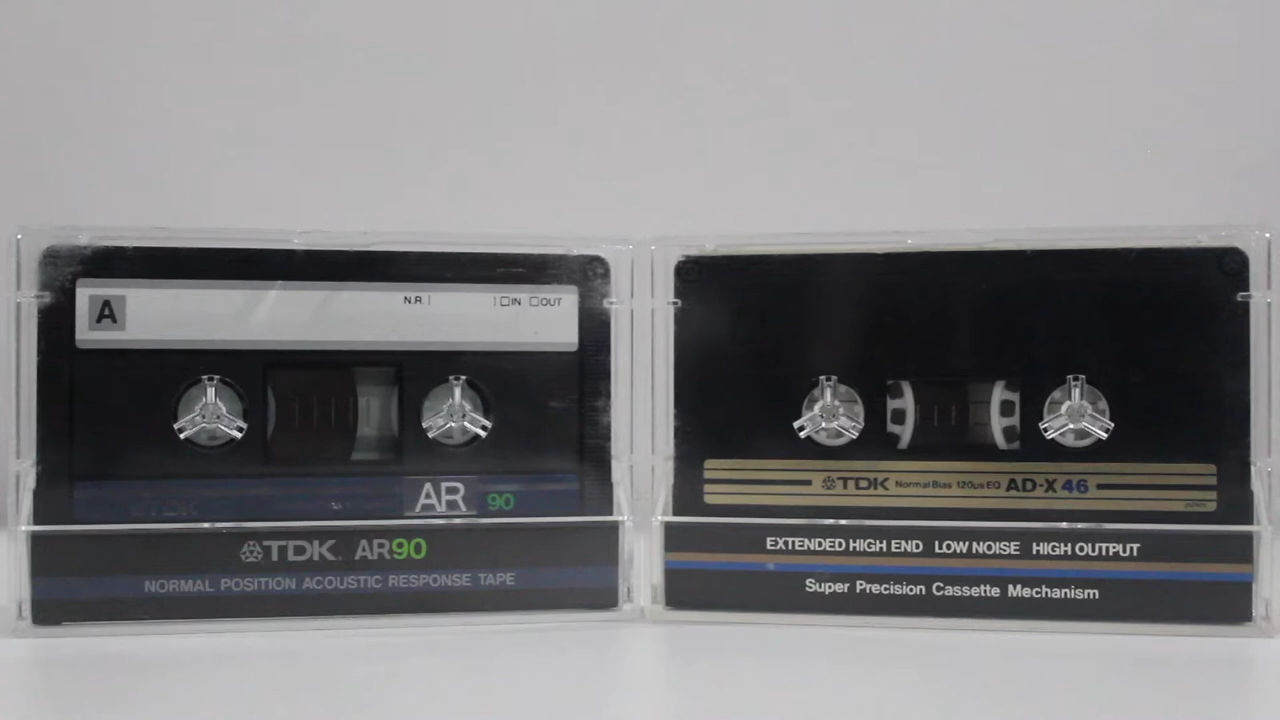 A N.R. □IN □OUT
TDK
AR 90
TDK. AR90
NORMAL POSITION ACOUSTIC RESPONSE TAPE
TDK Normal Bias 120μs EQ AD-X 46
JAPAN
EXTENDED HIGH END LOW NOISE HIGH OUTPUT
Super Precision Cassette Mechanism